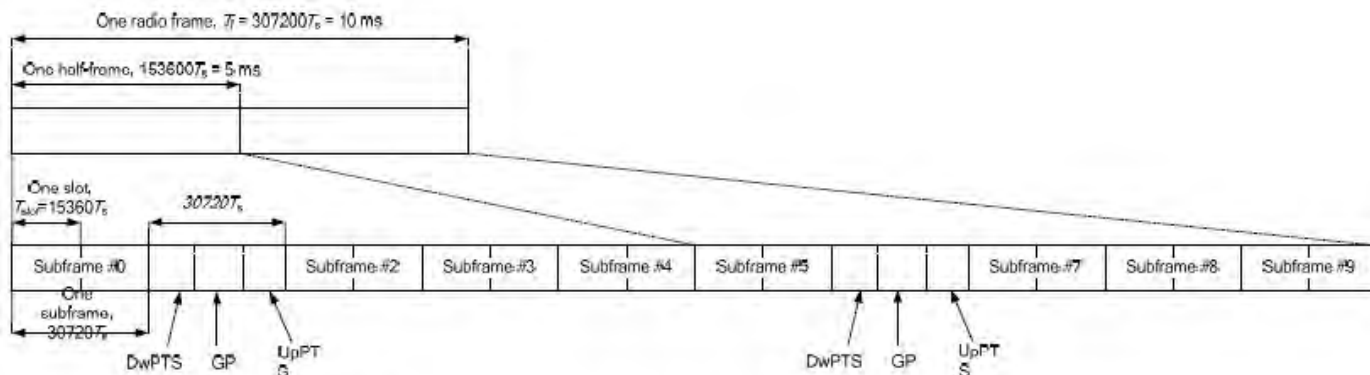 One radio frame, Tf = 307200Ts = 10 ms
One half-frame, 153600Ts = 5 ms
One slot,
Tslot=15360Ts
30720Ts
Subframe #0
Subframe #2
Subframe #3
Subframe #4
Subframe #5
Subframe #7
Subframe #8
Subframe #9
One
subframe,
30720Ts
DwPTS
GP
UpPT
S
DwPTS
GP
UpPT
S